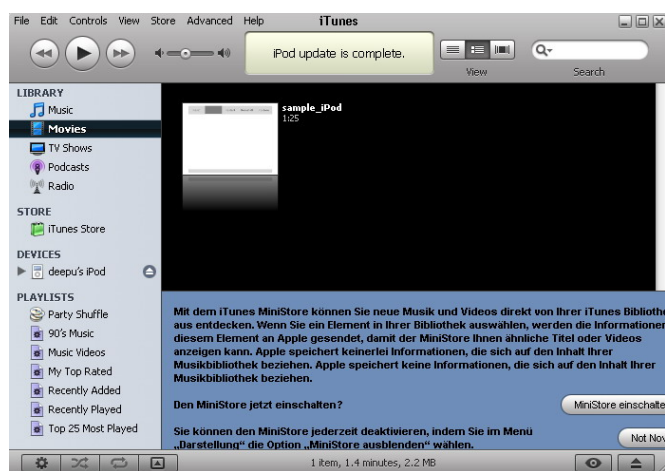 File Edit Controls View Store Advanced Help
iTunes
iPod update is complete.
View
Search
LIBRARY
Music
Movies
TV Shows
Podcasts
Radio
STORE
iTunes Store
DEVICES
deepu's iPod
PLAYLISTS
Party Shuffle
90's Music
Music Videos
My Top Rated
Recently Added
Recently Played
Top 25 Most Played
sample_iPod
1:25
Mit dem iTunes MiniStore können Sie neue Musik und Videos direkt von Ihrer iTunes Biblioth
aus entdecken. Wenn Sie ein Element in Ihrer Bibliothek auswählen, werden die Informatione
diesem Element an Apple gesendet, damit der MiniStore Ihnen ähnliche Titel oder Videos
anzeigen kann. Apple speichert keinerlei Informationen, die sich auf den Inhalt Ihrer
Musikbibliothek beziehen. Apple speichert keine Informationen, die sich auf den Inhalt Ihrer
Musikbibliothek beziehen.
Den MiniStore jetzt einschalten?
MiniStore einschalte
Sie können den MiniStore jederzeit deaktivieren, indem Sie im Menü
„Darstellung“ die Option „MiniStore ausblenden“ wählen.
Not Nov
1 item, 1.4 minutes, 2.2 MB